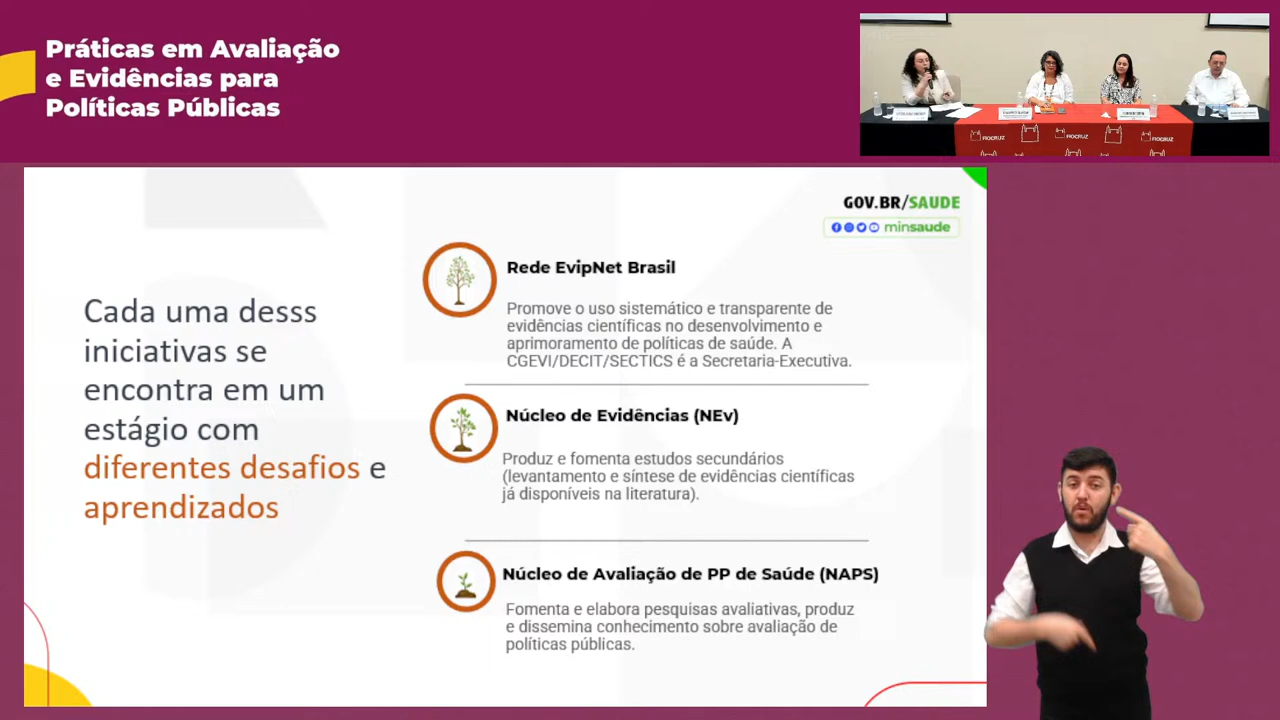 Práticas em Avaliação
e Evidências para
Políticas Públicas
FIOCRUZ
FIOCRUZ
FIOCRUZ
GOV.BR/SAUDE
minsaude
Cada uma desss
iniciativas se
encontra em um
estágio com
diferentes desafios e
aprendizados
Rede EvipNet Brasil
Promove o uso sistemático e transparente de
evidências científicas no desenvolvimento e
aprimoramento de políticas de saúde. A
CGEVI/DECIT/SECTICS é a Secretaria-Executiva.
Núcleo de Evidências (NEv)
Produz e fomenta estudos secundários
(levantamento e síntese de evidências científicas
já disponíveis na literatura).
Núcleo de Avaliação de PP de Saúde (NAPS)
Fomenta e elabora pesquisas avaliativas, produz
e dissemina conhecimento sobre avaliação de
políticas públicas.